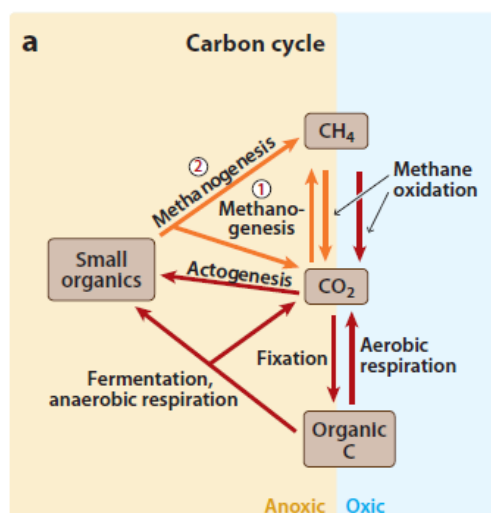 a
Carbon cycle
CH₄
②
Methanogenesis
①
Methano-
genesis
Methane
oxidation
Small
organics
Actogenesis
CO₂
Fixation
Aerobic
respiration
Fermentation,
anaerobic respiration
Organic
C
Anoxic
Oxic